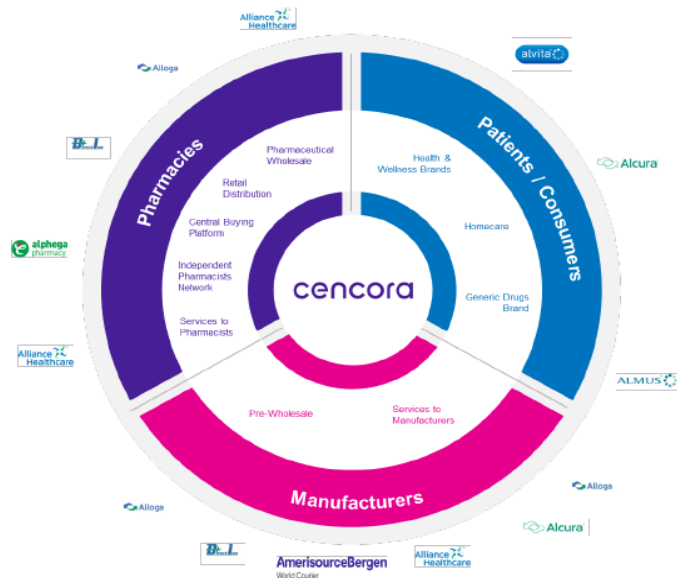 Alliance
Healthcare
Alloga
alvita
Alcura
alphega
pharmacy
Alliance
Healthcare
ALMUS
Pharmacies
Patients / Consumers
Manufacturers
Pharmaceutical
Wholesale
Retail
Distribution
Central Buying
Platform
Independent
Pharmacists
Network
Services to
Pharmacists
Health &
Wellness Brands
Homecare
Generic Drugs
Brand
cencora
Pre-Wholesale
Services to
Manufacturers
Alloga
Alloga
Alcura
AmerisourceBergen
World Courier
Alliance
Healthcare